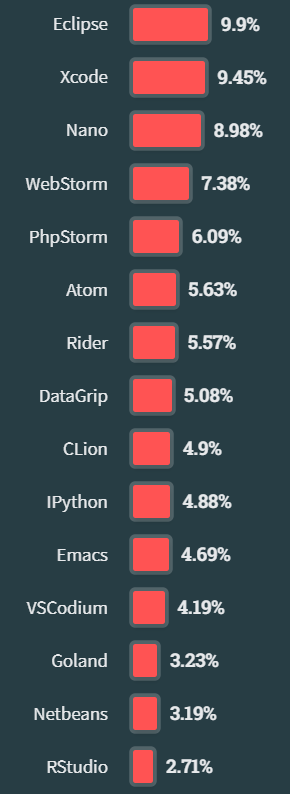 Eclipse 9.9%
Xcode 9.45%
Nano 8.98%
WebStorm 7.38%
PhpStorm 6.09%
Atom 5.63%
Rider 5.57%
DataGrip 5.08%
CLion 4.9%
IPython 4.88%
Emacs 4.69%
VSCodium 4.19%
Goland 3.23%
Netbeans 3.19%
RStudio 2.71%